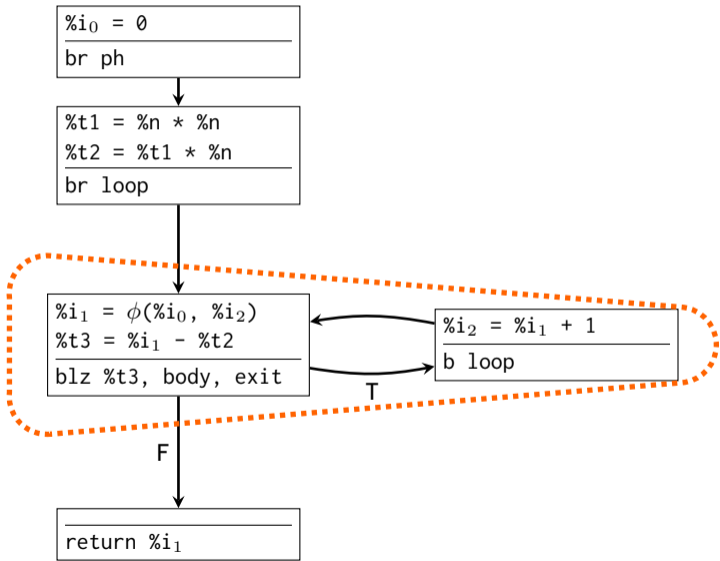 %i₀ = 0
br ph
%t1 = %n * %n
%t2 = %t1 * %n
br loop
%i₁ = ϕ(%i₀, %i₂)
%t3 = %i₁ - %t2
blz %t3, body, exit
%i₂ = %i₁ + 1
b loop
T
F
return %i₁